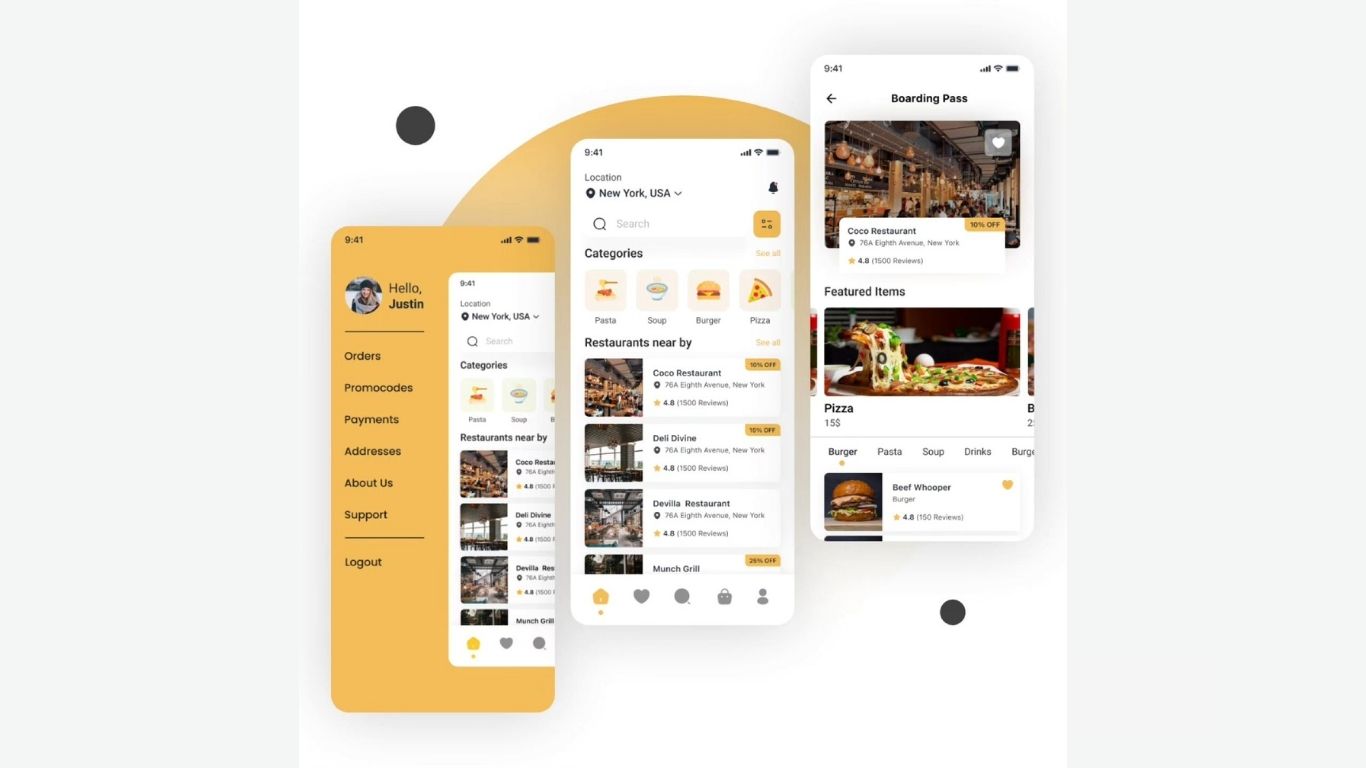 9:41
Hello,
Justin
Orders
Promocodes
Payments
Addresses
About Us
Support
Logout
9:41
Location
New York, USA
Search
Categories
Pasta
Soup
B
Restaurants near by
Coco Restau
76A Eighth
4.8 (1500
Deli Divine
76A Eighth
4.8 (1500 
Devilla Res
76A Eighth
4.8 (1500
Munch Grill
9:41
Location
New York, USA
Search
Categories
See all
Pasta
Soup
Burger
Pizza
Restaurants near by
See all
10% OFF
Coco Restaurant
76A Eighth Avenue, New York
4.8 (1500 Reviews)
10% OFF
Deli Divine
76A Eighth Avenue, New York
4.8 (1500 Reviews)
Devilla Restaurant
76A Eighth Avenue, New York
4.8 (1500 Reviews)
25% OFF
Munch Grill
9:41
Boarding Pass
10% OFF
Coco Restaurant
76A Eighth Avenue, New York
4.8 (1500 Reviews)
Featured Items
Pizza
15$
B
2
Burger Pasta Soup Drinks Burge
Beef Whooper
Burger
4.8 (150 Reviews)